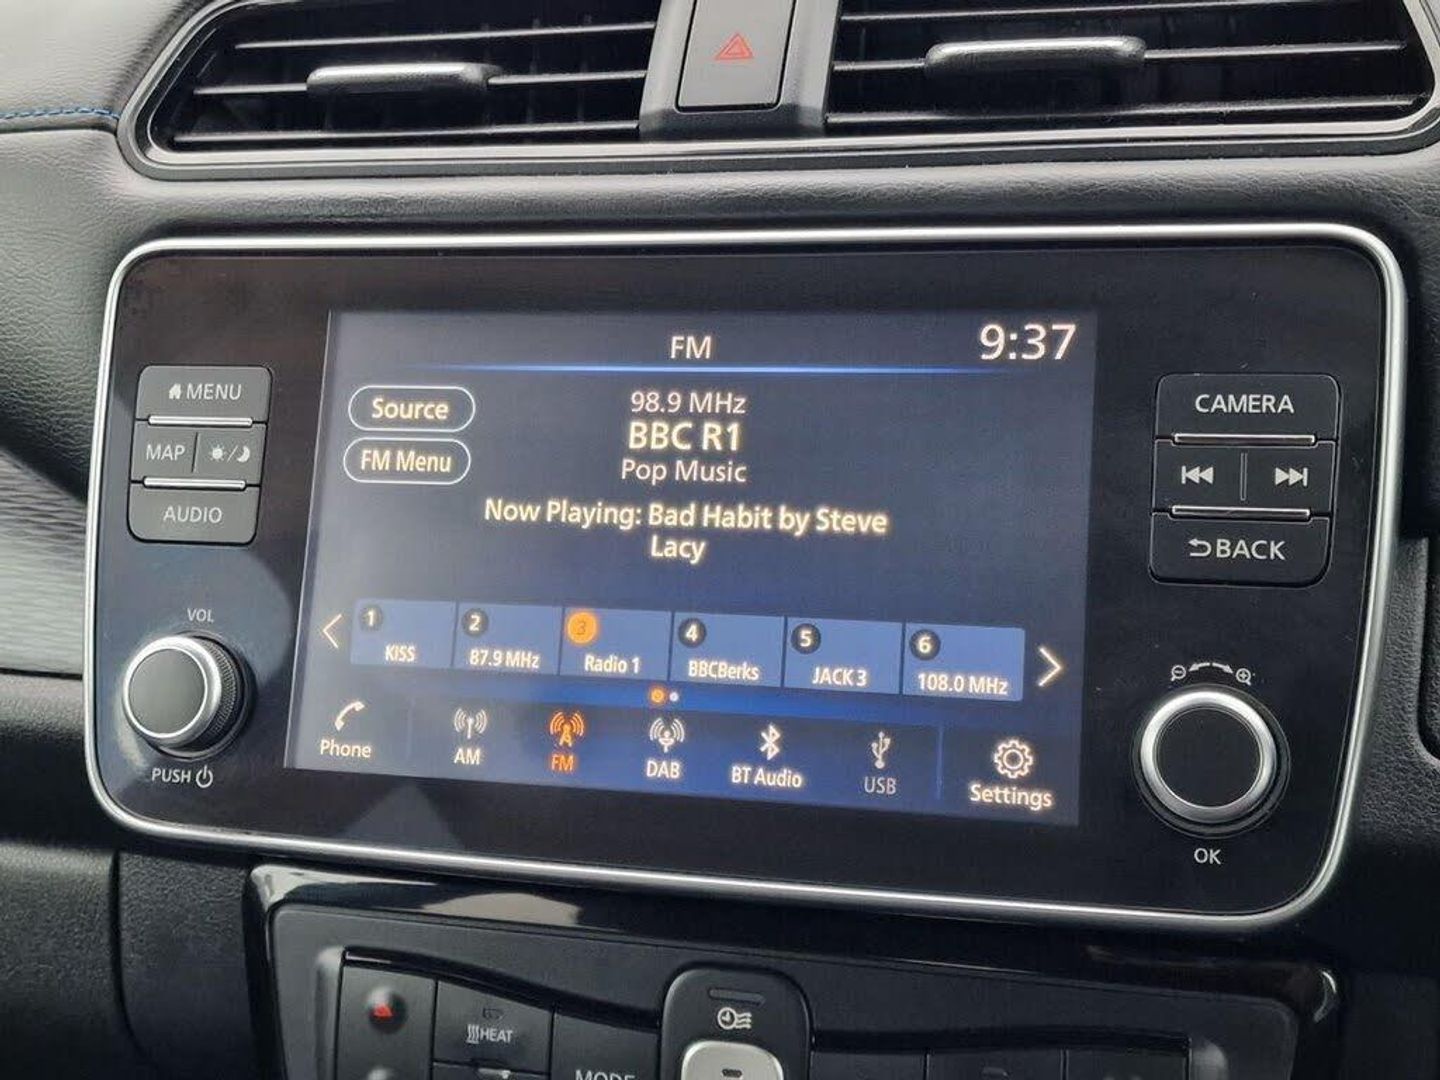 FM
9:37
MENU
MAP
AUDIO
Source
FM Menu
98.9 MHz
BBC R1
Pop Music
Now Playing: Bad Habit by Steve
Lacy
CAMERA
BACK
VOL
PUSH
1
KISS
2
87.9 MHz
3
Radio 1
4
BBCBerks
5
JACK 3
6
108.0 MHz
Phone
AM
FM
DAB
BT Audio
USB
Settings
OK
HEAT
MODE